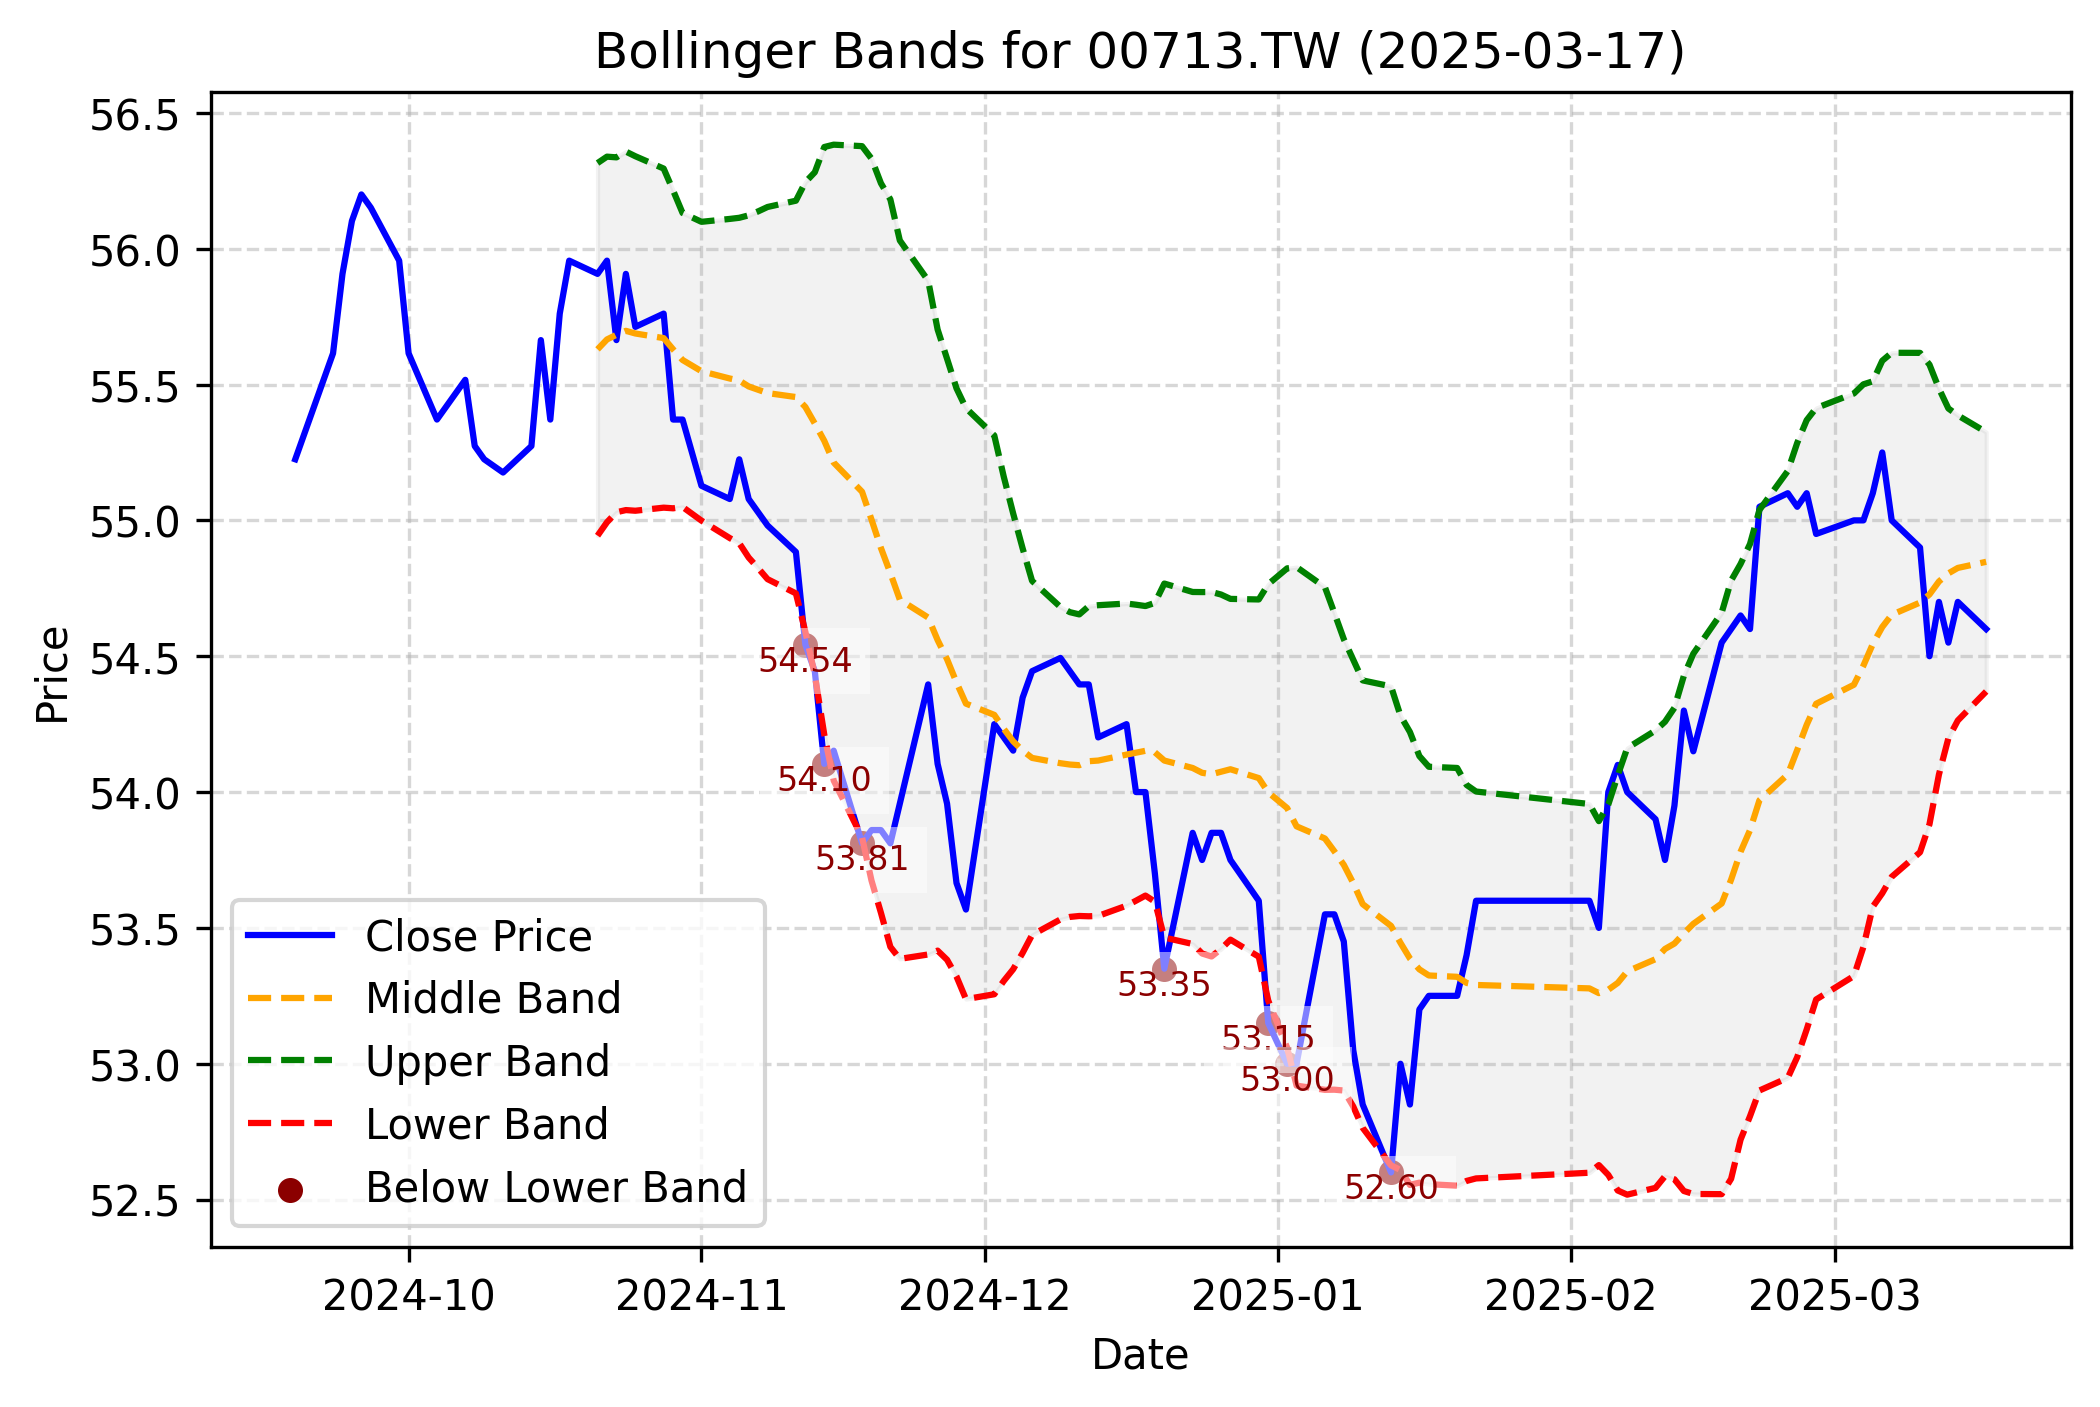 Bollinger Bands for 00713.TW (2025-03-17)
56.5
56.0
55.5
55.0
54.5
54.0
53.5
53.0
52.5
Price
54.54
54.10
53.81
53.35
53.15
53.00
52.60
Close Price
Middle Band
Upper Band
Lower Band
Below Lower Band
2024-10
2024-11
2024-12
2025-01
2025-02
2025-03
Date